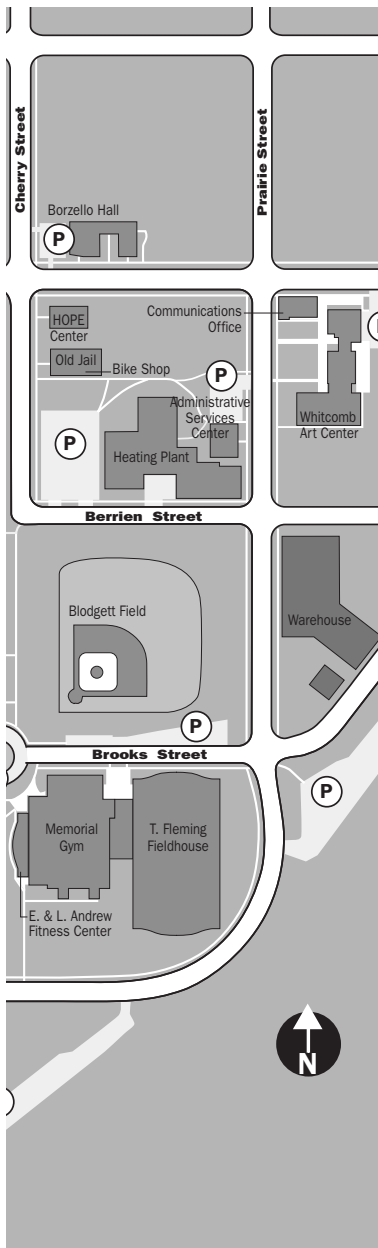 Cherry Street
Prairie Street
Borzello Hall
P
HOPE
Center
Communications
Office
Old Jail
Bike Shop
P
Administrative
Services
Center
Whitcomb
Art Center
P
Heating Plant
Berrien Street
Blodgett Field
Warehouse
P
Brooks Street
P
Memorial
Gym
T. Fleming
Fieldhouse
E. & L. Andrew
Fitness Center
N